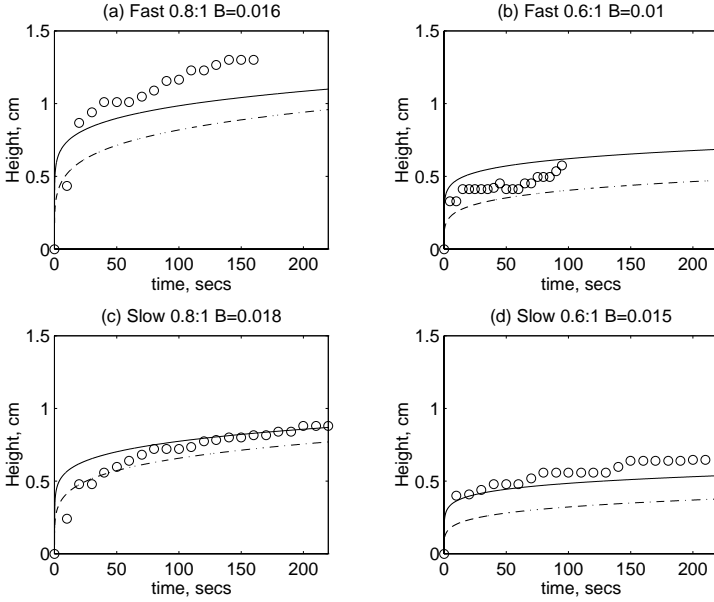 (a) Fast 0.8:1 B=0.016
1.5
1
0.5
0
Height, cm
0 50 100 150 200
time, secs
(b) Fast 0.6:1 B=0.01
1.5
1
0.5
0
Height, cm
0 50 100 150 200
time, secs
(c) Slow 0.8:1 B=0.018
1.5
1
0.5
0
Height, cm
0 50 100 150 200
time, secs
(d) Slow 0.6:1 B=0.015
1.5
1
0.5
0
Height, cm
0 50 100 150 200
time, secs